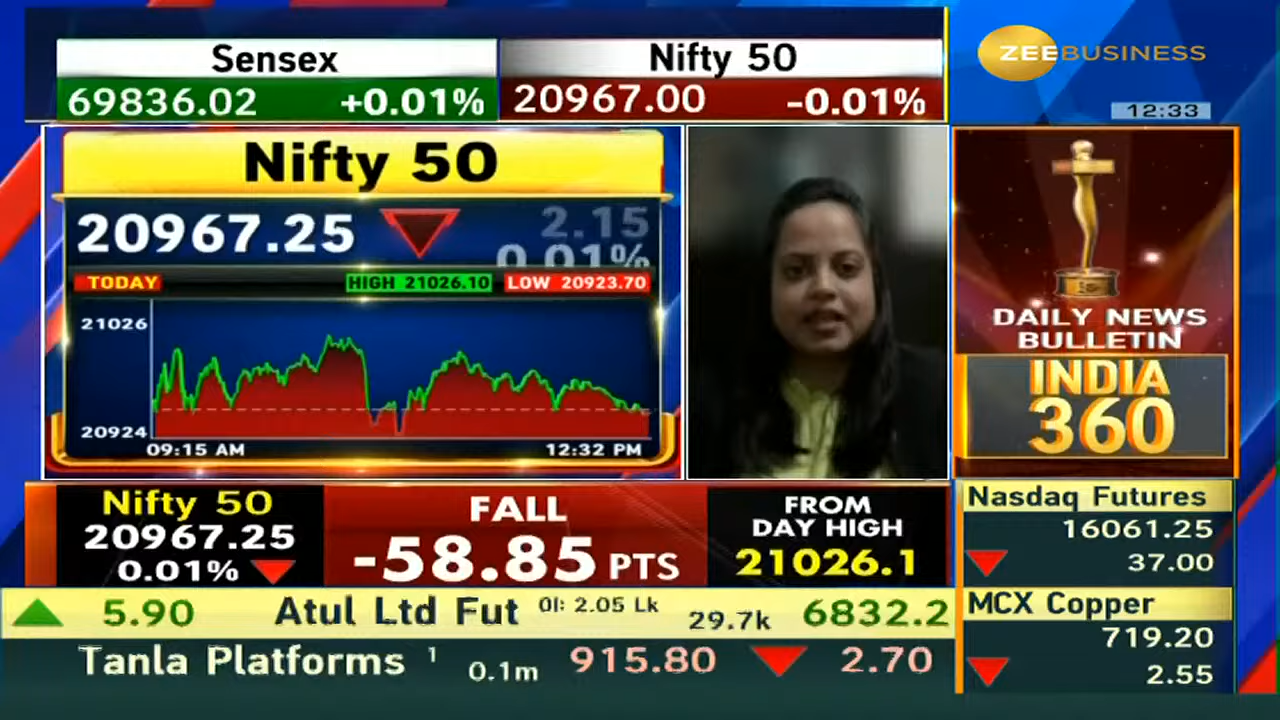 Sensex
69836.02 +0.01%
Nifty 50
20967.00 -0.01%
ZEEBUSINESS
12:33
Nifty 50
20967.25 2.15
0.01%
TODAY HIGH 21026.10 LOW 20923.70
21026
20924
09:15 AM 12:32 PM
DAILY NEWS
BULLETIN
INDIA
360
Nifty 50
20967.25
0.01%
FALL
-58.85 PTS
FROM
DAY HIGH
21026.1
Nasdaq Futures
16061.25
37.00
MCX Copper
719.20
2.55
5.90 Atul Ltd Fut OI: 2.05 Lk 29.7k 6832.2
Tanla Platforms 1 0.1m 915.80 2.70